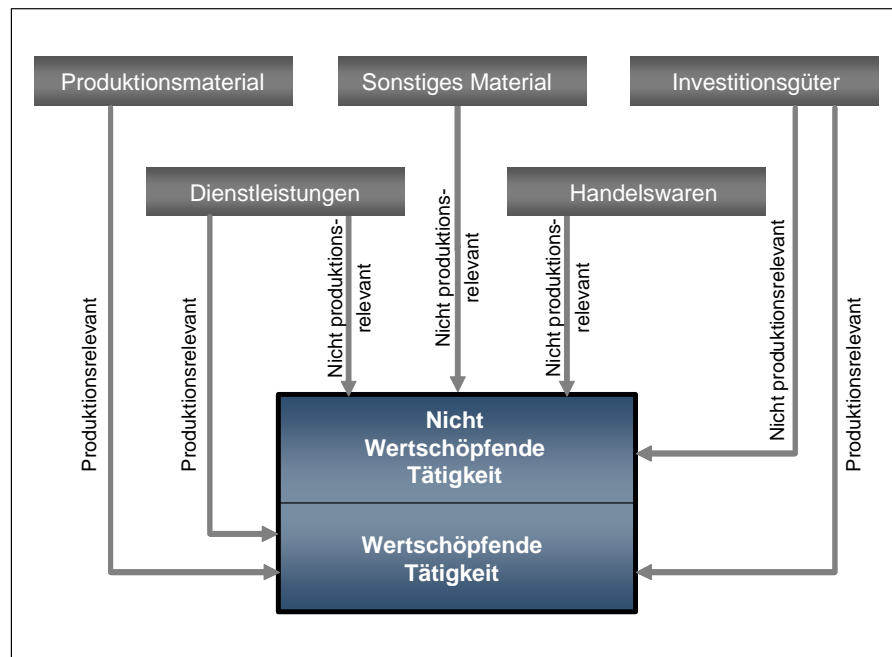 Produktionsmaterial
Sonstiges Material
Investitionsgüter
Dienstleistungen
Handelswaren
Produktionsrelevant
Produktionsrelevant
Nicht produktions-
relevant
Nicht produktions-
relevant
Nicht produktions-
relevant
Nicht produktionsrelevant
Produktionsrelevant
Nicht
Wertschöpfende
Tätigkeit
Wertschöpfende
Tätigkeit